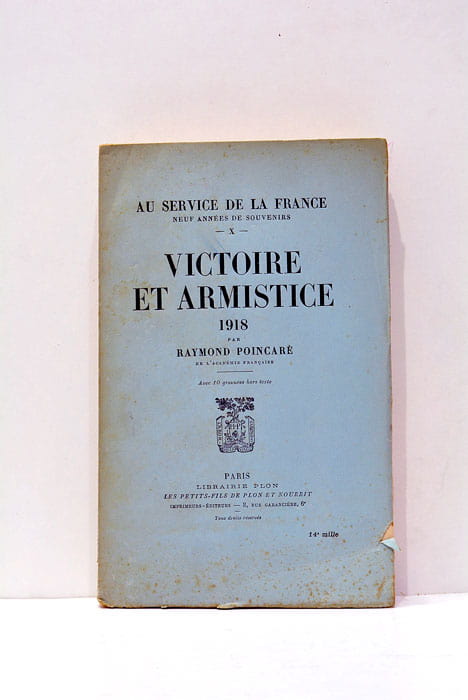 AU SERVICE DE LA FRANCE
NEUF ANNÉES DE SOUVENIRS
— X —
VICTOIRE
ET ARMISTICE
1918
PAR
RAYMOND POINCARÉ
DE L'ACADÉMIE FRANÇAISE
Avec 10 gravures hors texte
PARIS
LIBRAIRIE PLON
LES PETITS-FILS DE PLON ET NOURRIT
IMPRIMEURS-ÉDITEURS — 8, RUE GARANCIÈRE, 6e
Tous droits réservés
14e mille